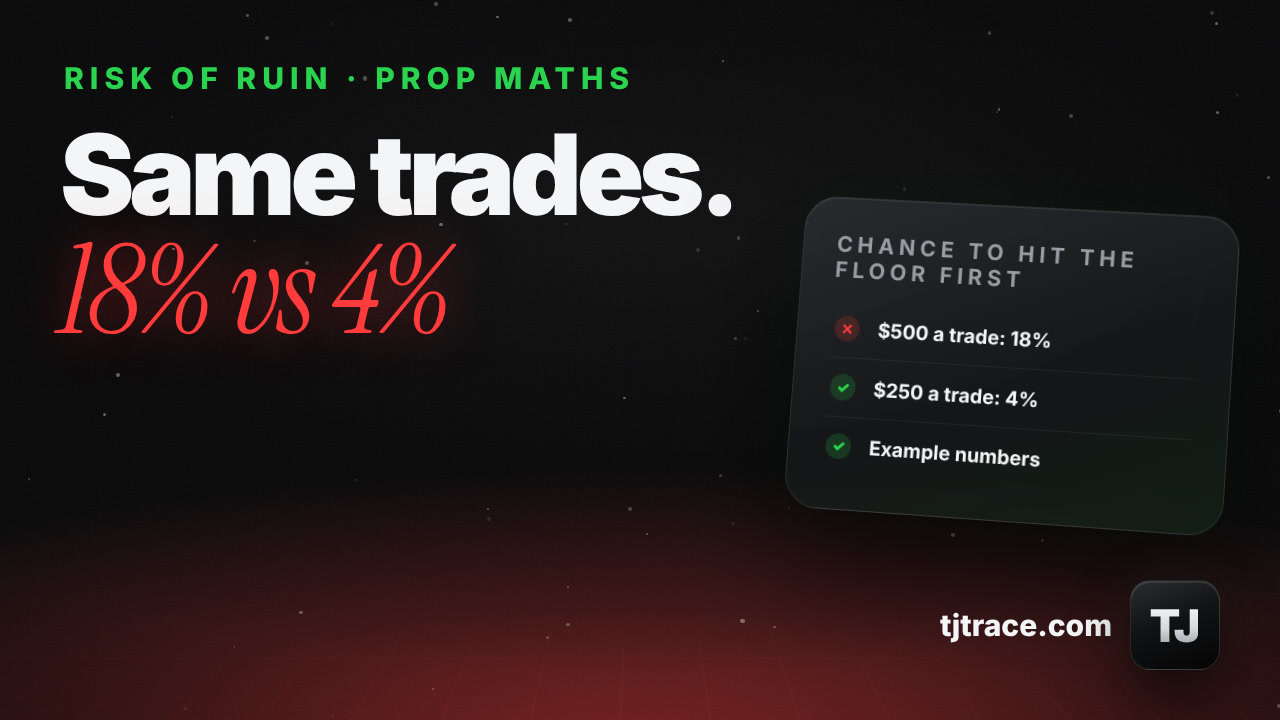 RISK OF RUIN · PROP MATHS
Same trades.
18% vs 4%
CHANCE TO HIT THE
FLOOR FIRST
$500 a trade: 18%
$250 a trade: 4%
Example numbers
tjtrace.com
TJ